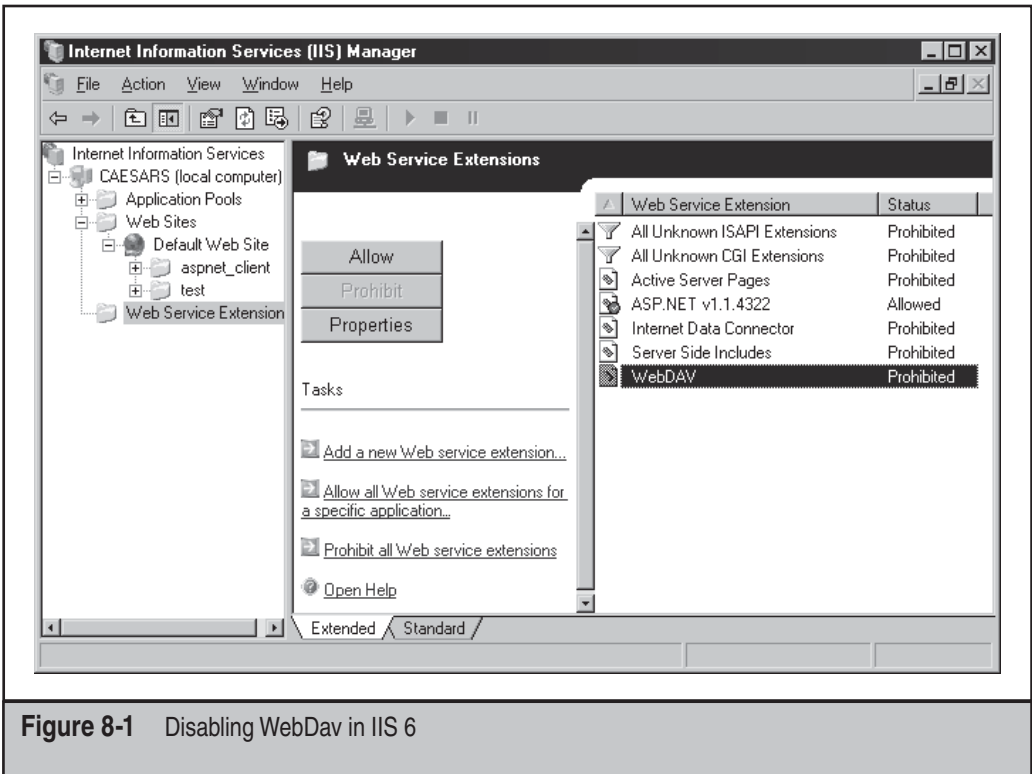 Internet Information Services (IIS) Manager
File Action View Window Help
Internet Information Services
CAESARS (local computer)
Application Pools
Web Sites
Default Web Site
aspnet_client
test
Web Service Extension
Web Service Extensions
Allow
Prohibit
Properties
Tasks
Add a new Web service extension...
Allow all Web service extensions for
a specific application...
Prohibit all Web service extensions
Open Help
Web Service Extension Status
All Unknown ISAPI Extensions Prohibited
All Unknown CGI Extensions Prohibited
Active Server Pages Prohibited
ASP.NET v1.1.4322 Allowed
Internet Data Connector Prohibited
Server Side Includes Prohibited
WebDAV Prohibited
Extended Standard
Figure 8-1 Disabling WebDav in IIS 6